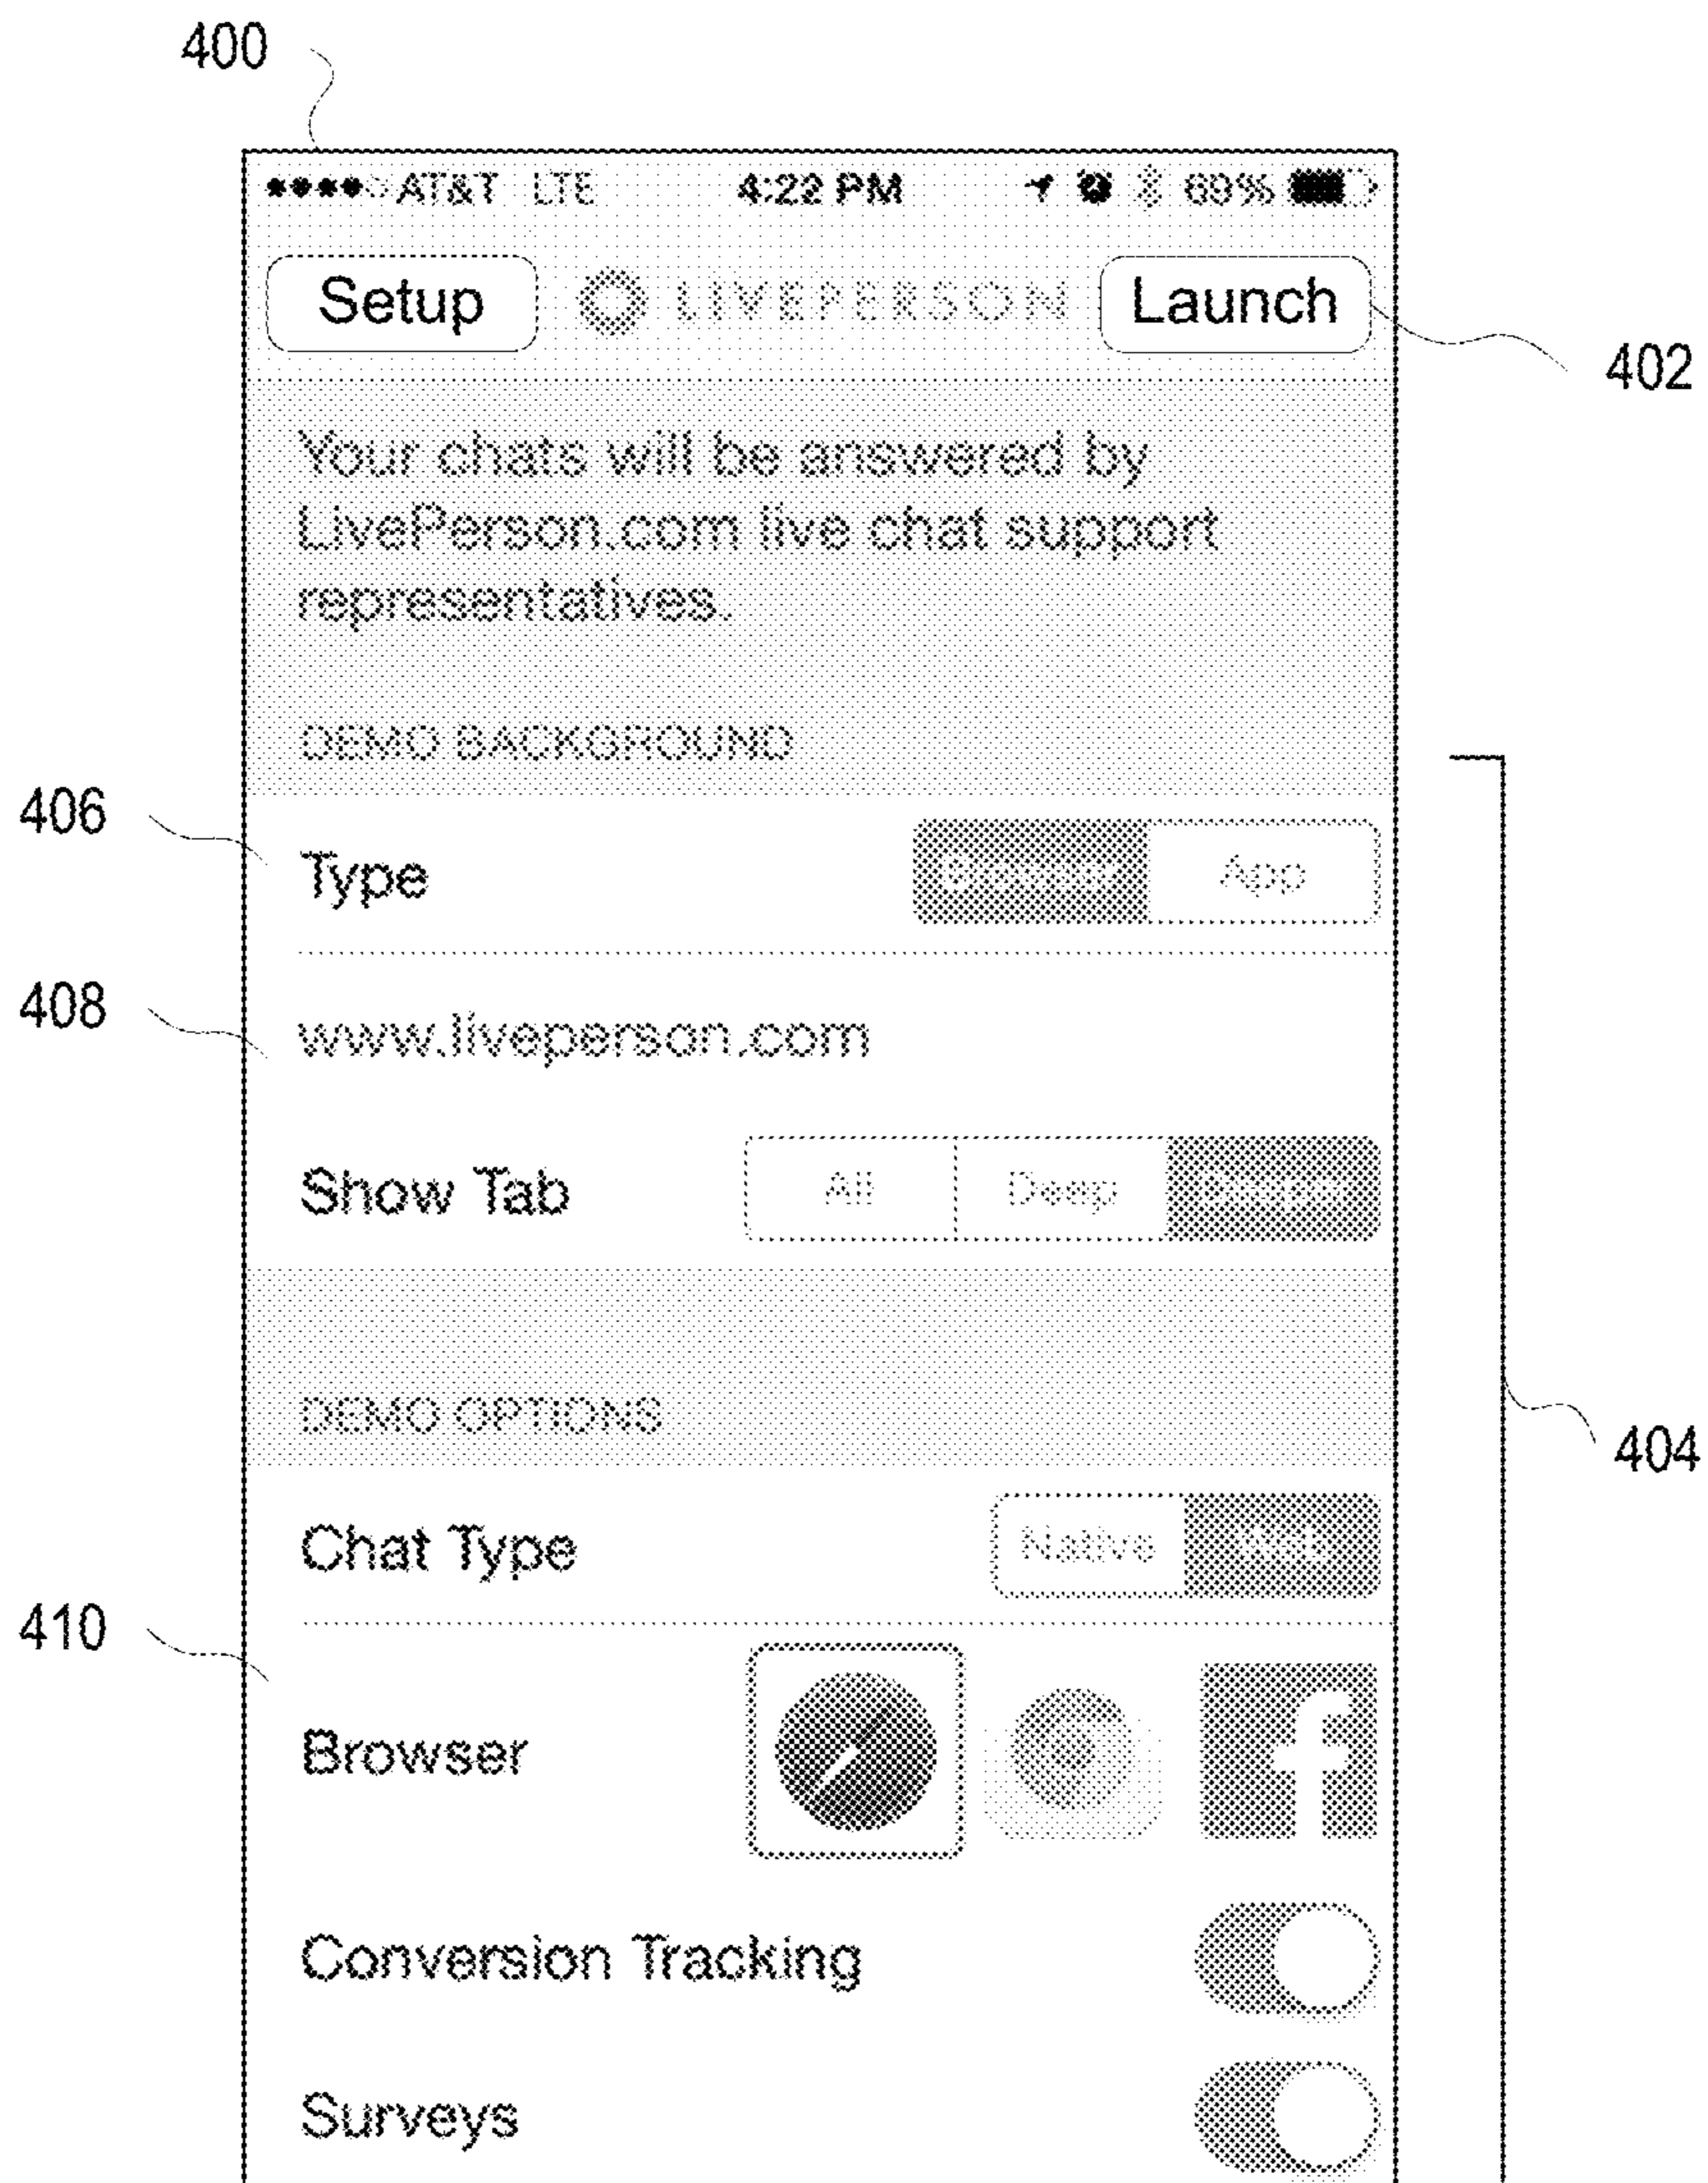 400
AT&T LTE 4:22 PM 69%
Setup LIVEPERSON Launch
402
Your chats will be answered by
LivePerson.com live chat support
representatives.
DEMO BACKGROUND
406
Type Browser App
408
www.liveperson.com
Show Tab All Deep
DEMO OPTIONS
404
Chat Type Native
410
Browser
Conversion Tracking
Surveys